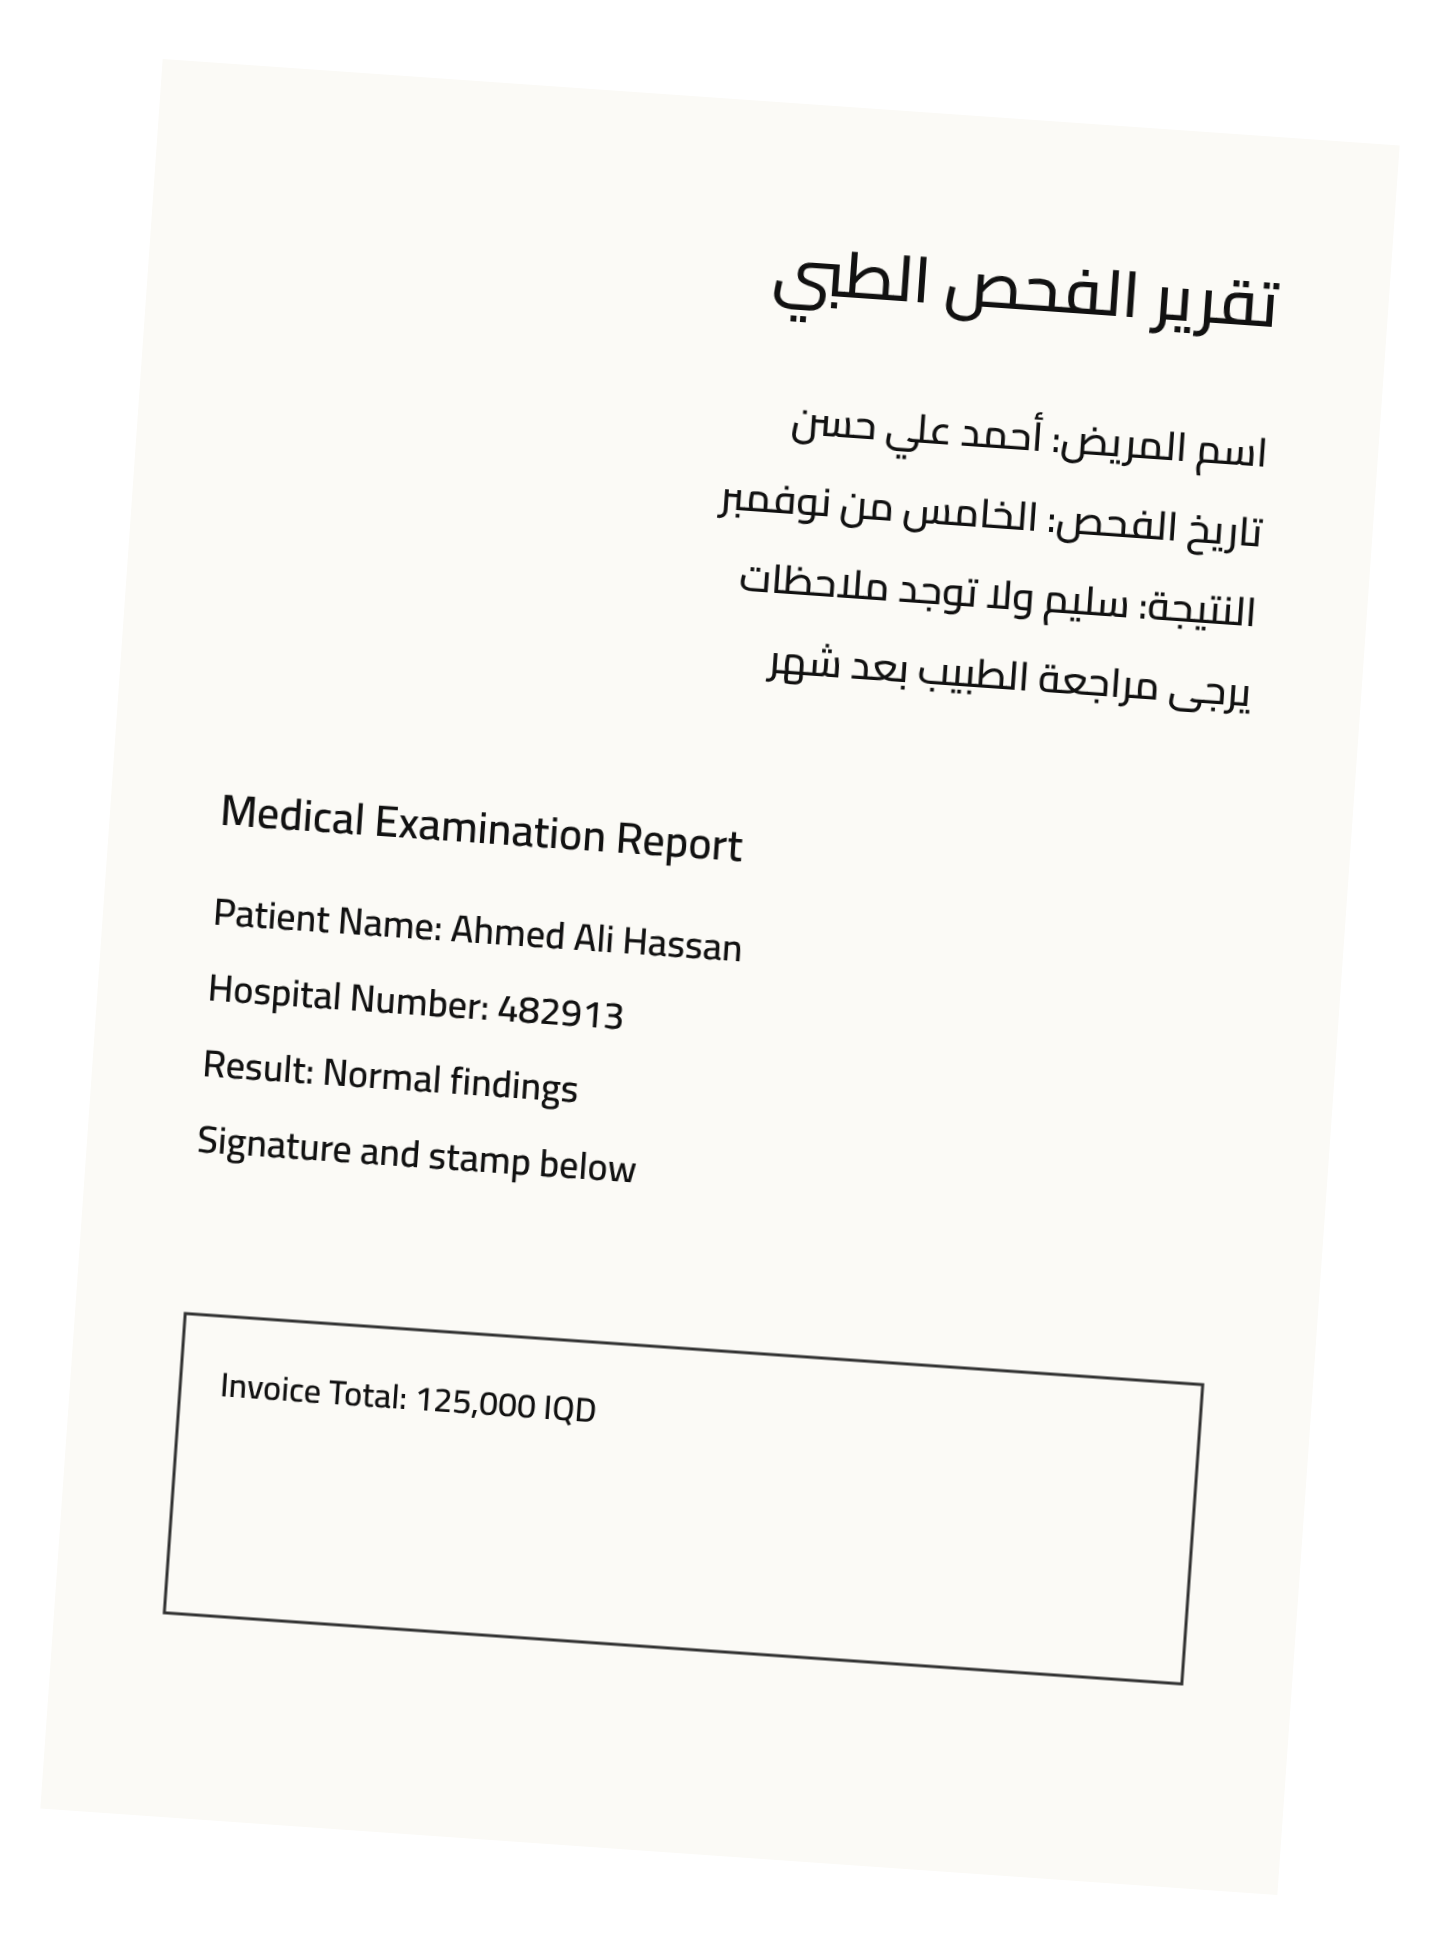 تقرير الفحص الطبي
اسم المريض: أحمد علي حسن
تاريخ الفحص: الخامس من نوفمبر
النتيجة: سليم ولا توجد ملاحظات
يرجى مراجعة الطبيب بعد شهر
Medical Examination Report
Patient Name: Ahmed Ali Hassan
Hospital Number: 482913
Result: Normal findings
Signature and stamp below
Invoice Total: 125,000 IQD